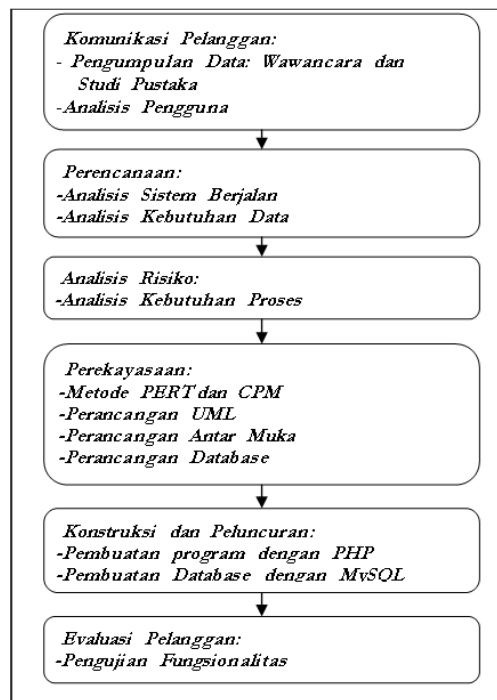 Komunikasi Pelanggan:
- Pengumpulan Data: Wawancara dan
Studi Pustaka
-Analisis Pengguna
Perencanaan:
-Analisis Sistem Berjalan
-Analisis Kebutuhan Data
Analisis Risiko:
-Analisis Kebutuhan Proses
Perekayasaan:
-Metode PERT dan CPM
-Perancangan UML
-Perancangan Antar Muka
-Perancangan Database
Konstruksi dan Peluncuran:
-Pembuatan program dengan PHP
-Pembuatan Database dengan MySQL
Evaluasi Pelanggan:
-Pengujian Fungsionalitas